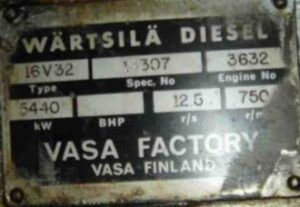 WÄRTSILÄ DIESEL
16V32 307 3632
Type Spec. No Engine No
5440 12.5 750
kW BHP r/s
VASA FACTORY
VASA FINLAND